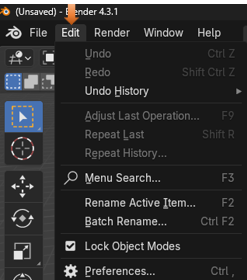 (Unsaved) - Blender 4.3.1
File Edit Render Window Help
Undo Ctrl Z
Redo Shift Ctrl Z
Undo History
Adjust Last Operation... F9
Repeat Last Shift R
Repeat History...
Menu Search... F3
Rename Active Item... F2
Batch Rename... Ctrl F2
Lock Object Modes
Preferences... Ctrl ,